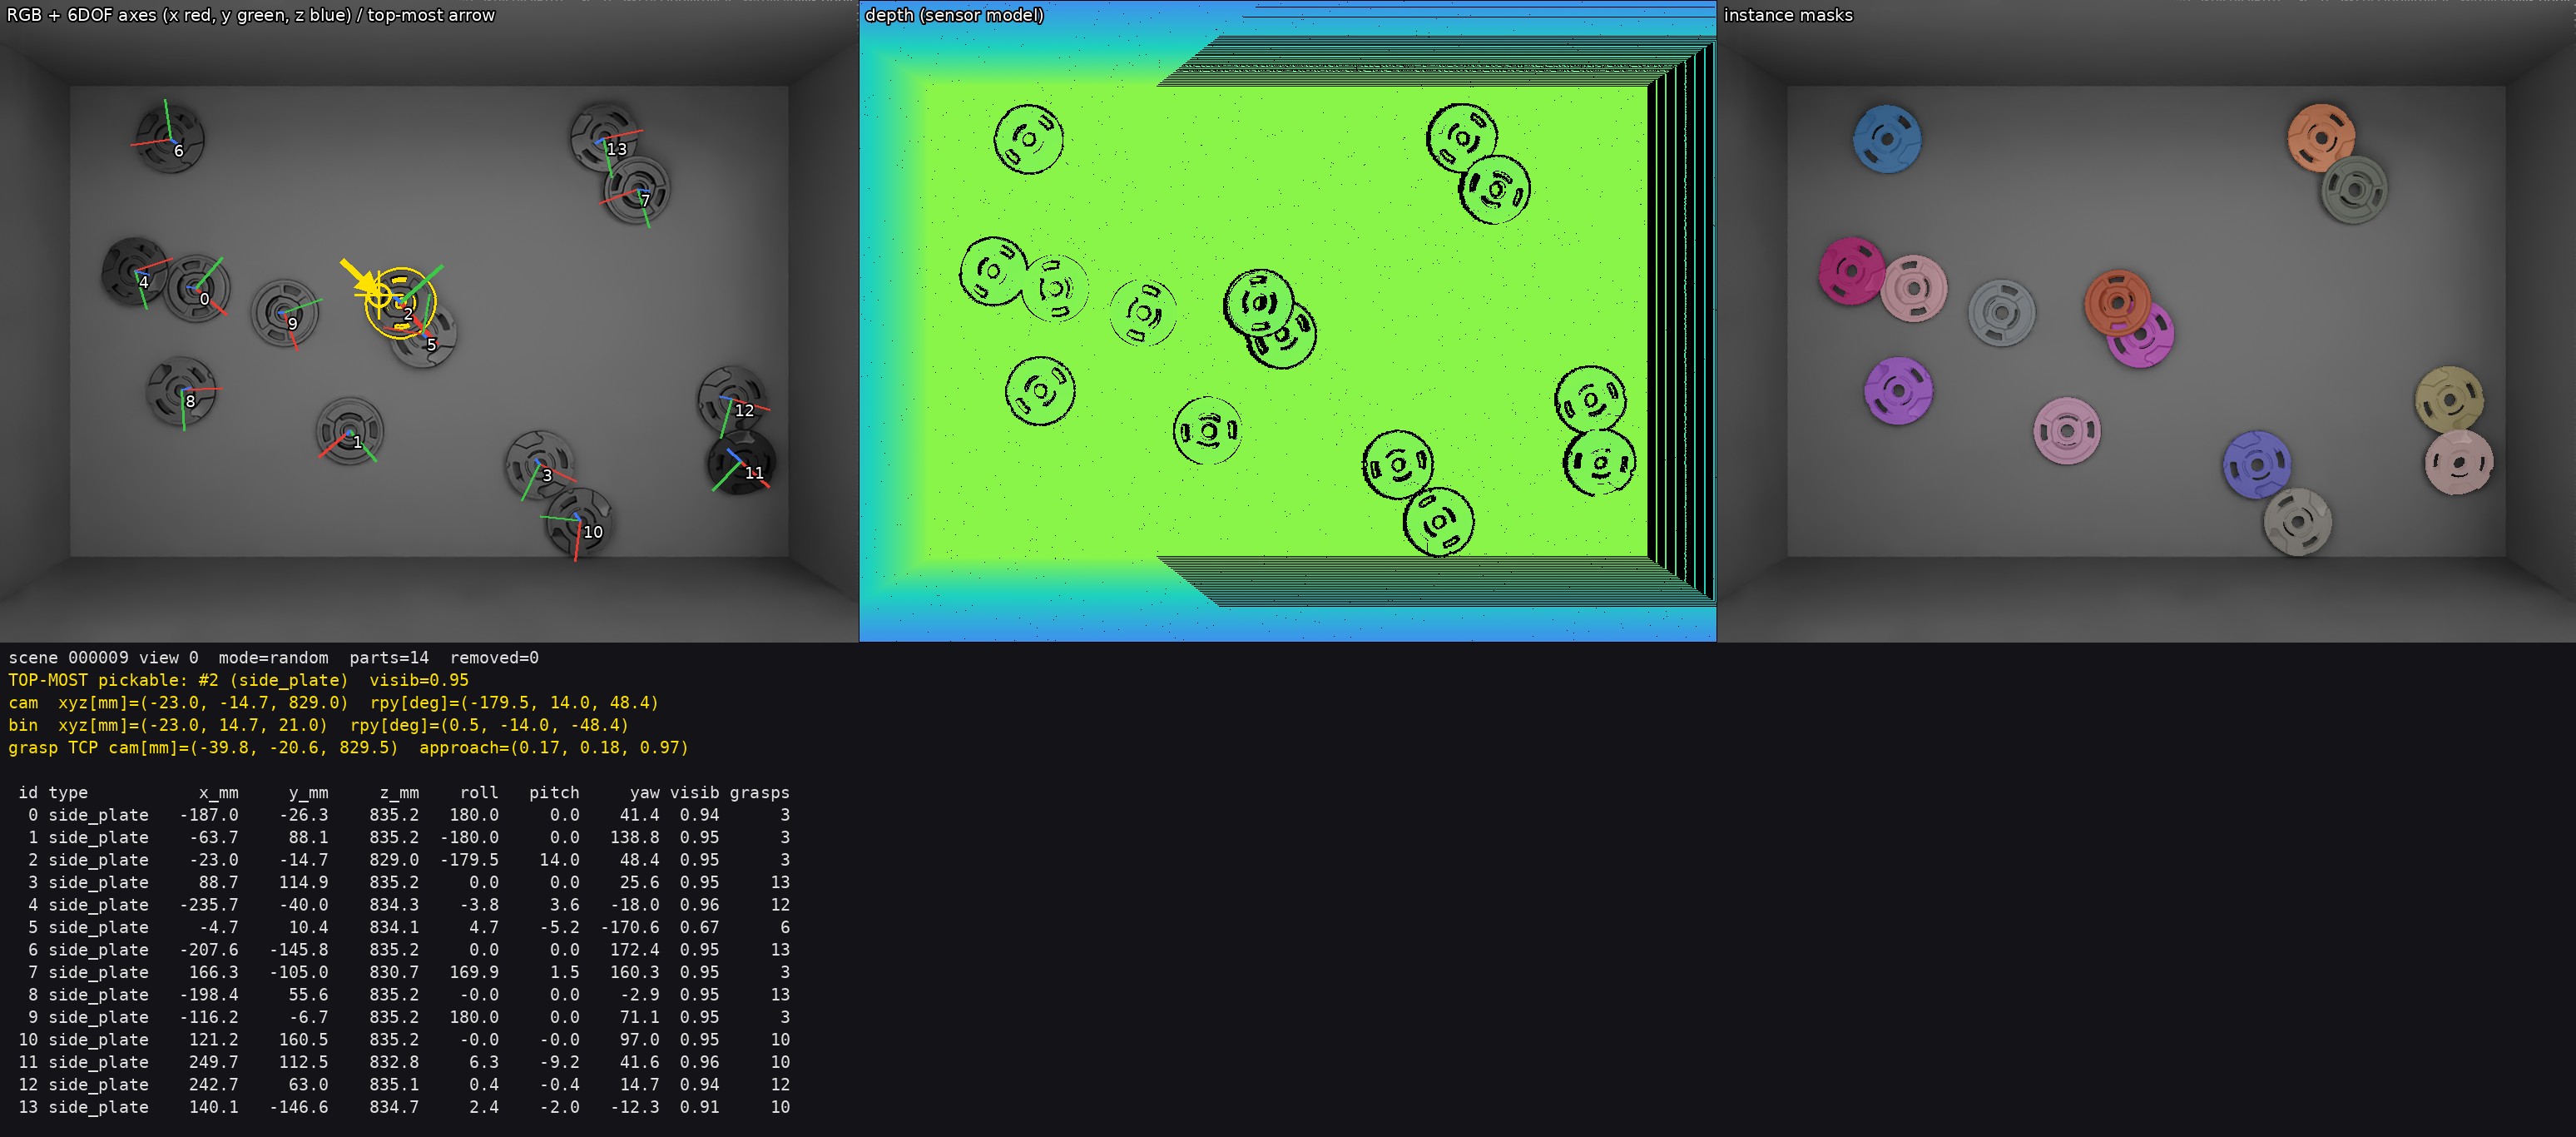 RGB + 6DOF axes (x red, y green, z blue) / top-most arrow
depth (sensor model)
instance masks
6
13
7
4
0
9
2
5
8
1
12
3
11
10
scene 000009 view 0  mode=random  parts=14  removed=0
TOP-MOST pickable: #2 (side_plate)  visib=0.95
cam  xyz[mm]=(-23.0, -14.7, 829.0)  rpy[deg]=(-179.5, 14.0, 48.4)
bin  xyz[mm]=(-23.0, 14.7, 21.0)  rpy[deg]=(0.5, -14.0, -48.4)
grasp TCP cam[mm]=(-39.8, -20.6, 829.5)  approach=(0.17, 0.18, 0.97)
id type x_mm y_mm z_mm roll pitch yaw visib grasps
0 side_plate -187.0 -26.3 835.2 180.0 0.0 41.4 0.94 3
1 side_plate -63.7 88.1 835.2 -180.0 0.0 138.8 0.95 3
2 side_plate -23.0 -14.7 829.0 -179.5 14.0 48.4 0.95 3
3 side_plate 88.7 114.9 835.2 0.0 0.0 25.6 0.95 13
4 side_plate -235.7 -40.0 834.3 -3.8 3.6 -18.0 0.96 12
5 side_plate -4.7 10.4 834.1 4.7 -5.2 -170.6 0.67 6
6 side_plate -207.6 -145.8 835.2 0.0 0.0 172.4 0.95 13
7 side_plate 166.3 -105.0 830.7 169.9 1.5 160.3 0.95 3
8 side_plate -198.4 55.6 835.2 -0.0 0.0 -2.9 0.95 13
9 side_plate -116.2 -6.7 835.2 180.0 0.0 71.1 0.95 3
10 side_plate 121.2 160.5 835.2 -0.0 -0.0 97.0 0.95 10
11 side_plate 249.7 112.5 832.8 6.3 -9.2 41.6 0.96 10
12 side_plate 242.7 63.0 835.1 0.4 -0.4 14.7 0.94 12
13 side_plate 140.1 -146.6 834.7 2.4 -2.0 -12.3 0.91 10